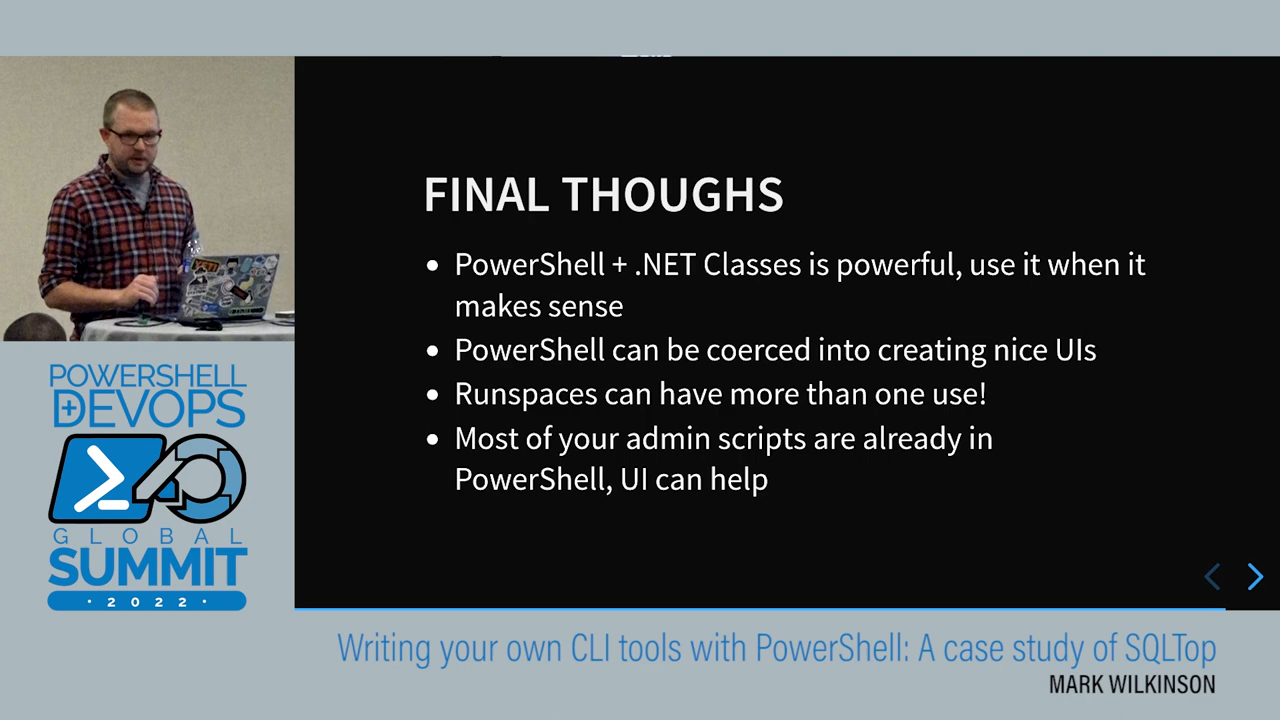 FINAL THOUGHS
• PowerShell + .NET Classes is powerful, use it when it
makes sense
• PowerShell can be coerced into creating nice UIs
• Runspaces can have more than one use!
• Most of your admin scripts are already in
PowerShell, UI can help
YETI
POWERSHELL
+DEVOPS
GLOBAL
SUMMIT
· 2022 ·
Writing your own CLI tools with PowerShell: A case study of SQLTop
MARK WILKINSON